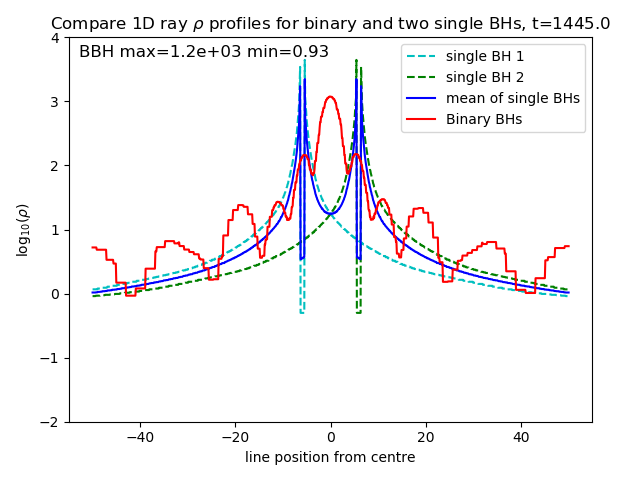 Compare 1D ray ρ profiles for binary and two single BHs, t=1445.0
BBH max=1.2e+03 min=0.93
single BH 1
single BH 2
mean of single BHs
Binary BHs
log₁₀(ρ)
4
3
2
1
0
−1
−2
−40 −20 0 20 40
line position from centre